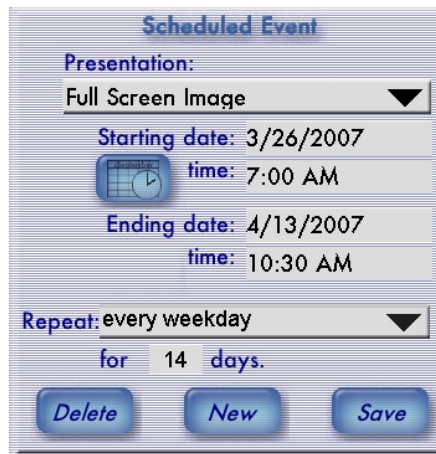 Scheduled Event
Presentation:
Full Screen Image
Starting date: 3/26/2007
time: 7:00 AM
Ending date: 4/13/2007
time: 10:30 AM
Repeat: every weekday
for 14 days.
Delete New Save